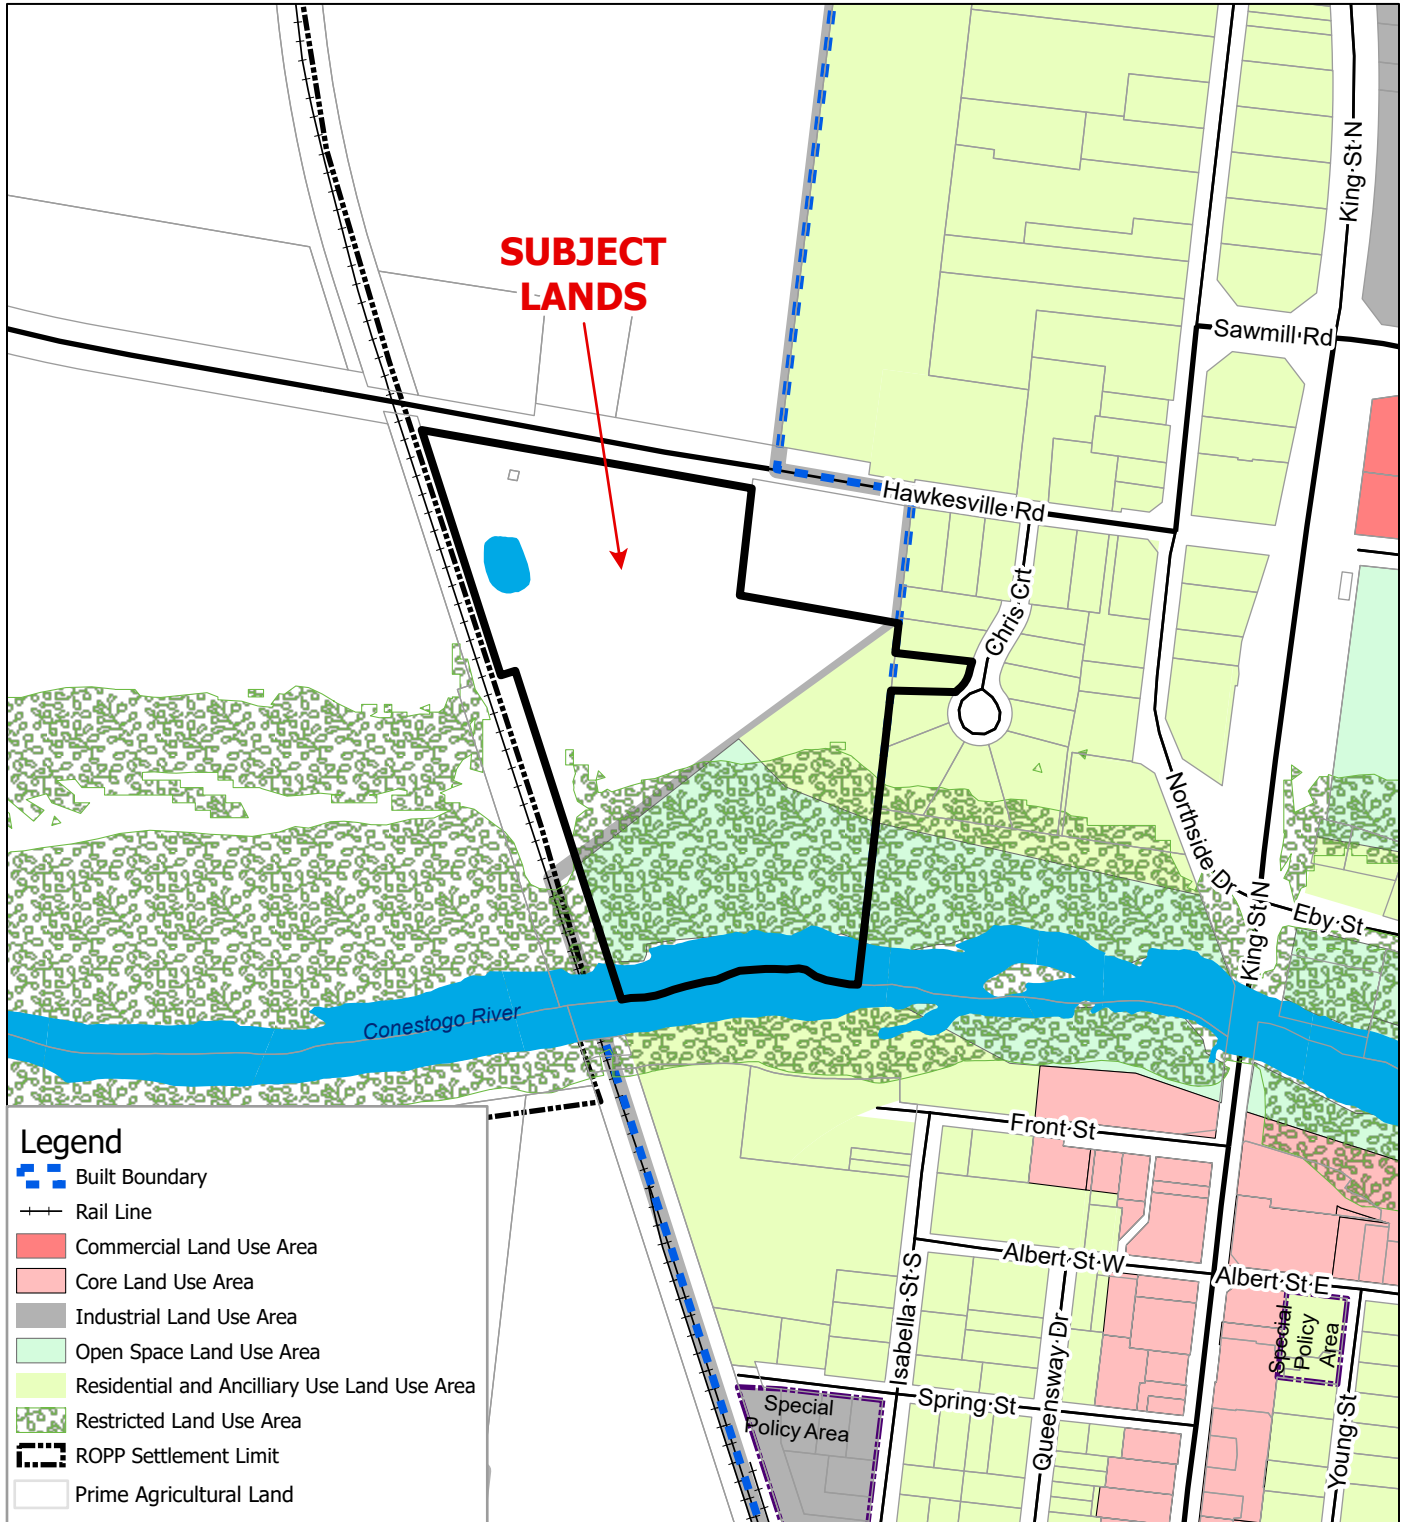 SUBJECT
LANDS
King St N
Sawmill Rd
Hawkesville Rd
Chris Crt
Northside Dr
King St N
Eby St
Conestogo River
Front St
Albert St W
Albert St E
Isabella St S
Queensway Dr
Special
Policy
Area
Young St
Spring St
Special
Policy Area
Legend
Built Boundary
Rail Line
Commercial Land Use Area
Core Land Use Area
Industrial Land Use Area
Open Space Land Use Area
Residential and Ancilliary Use Land Use Area
Restricted Land Use Area
ROPP Settlement Limit
Prime Agricultural Land